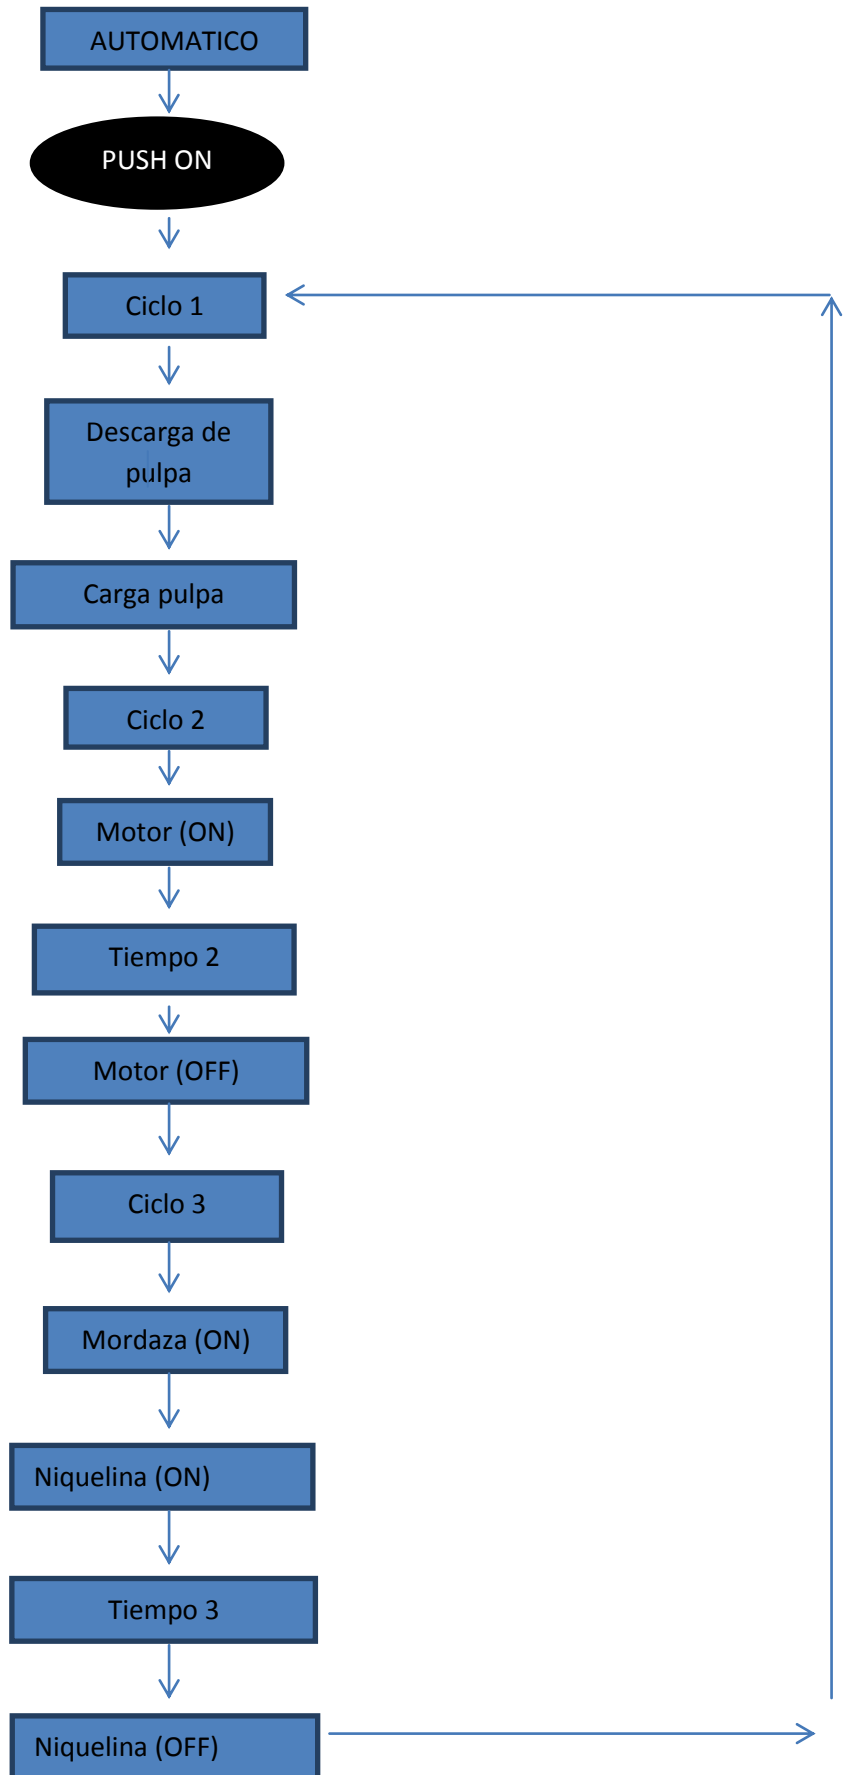 AUTOMATICO
PUSH ON
Ciclo 1
Descarga de
pulpa
Carga pulpa
Ciclo 2
Motor (ON)
Tiempo 2
Motor (OFF)
Ciclo 3
Mordaza (ON)
Niquelina (ON)
Tiempo 3
Niquelina (OFF)